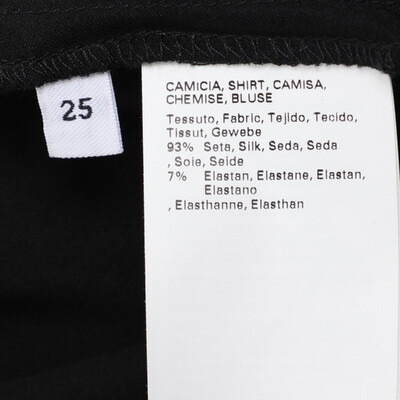 25
CAMICIA, SHIRT, CAMISA,
CHEMISE, BLUSE
Tessuto, Fabric, Tejido, Tecido,
Tissut, Gewebe
93% Seta, Silk, Seda, Seda
, Soie, Seide
7% Elastan, Elastane, Elastan,
Elastano
, Elasthanne, Elasthan